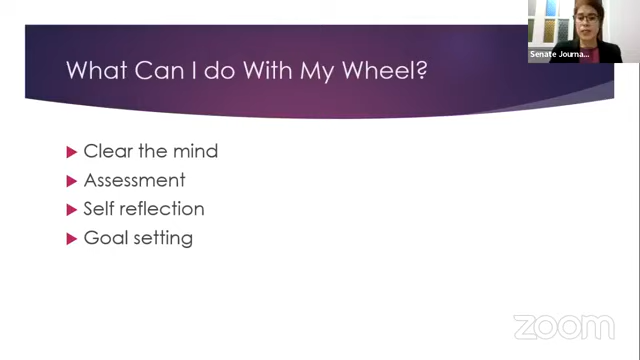 What Can I do With My Wheel?
Senate Journa...
Clear the mind
Assessment
Self reflection
Goal setting
zoom